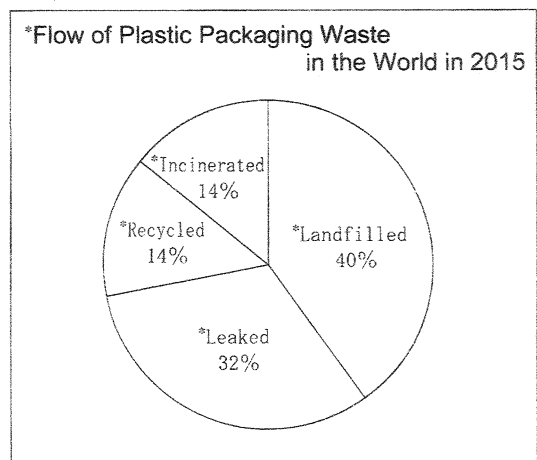 *Flow of Plastic Packaging Waste
in the World in 2015
*Incinerated
14%
*Recycled
14%
*Landfilled
40%
*Leaked
32%